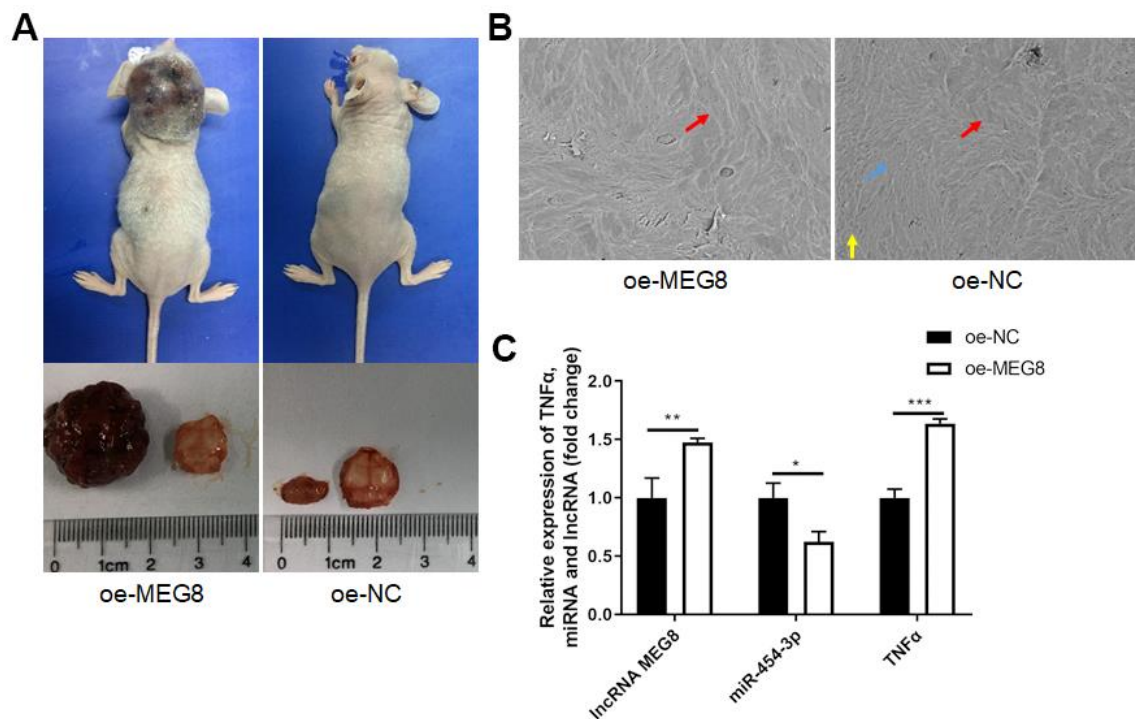 A
B
oe-MEG8
oe-NC
0 1cm 2 3 4
0 1cm 2 3 4
oe-MEG8
oe-NC
C
oe-NC
oe-MEG8
Relative expression of TNFα,
miRNA and lncRNA (fold change)
2.0
1.5
1.0
0.5
0.0
**
*
***
lncRNA MEG8
miR-454-3p
TNFα